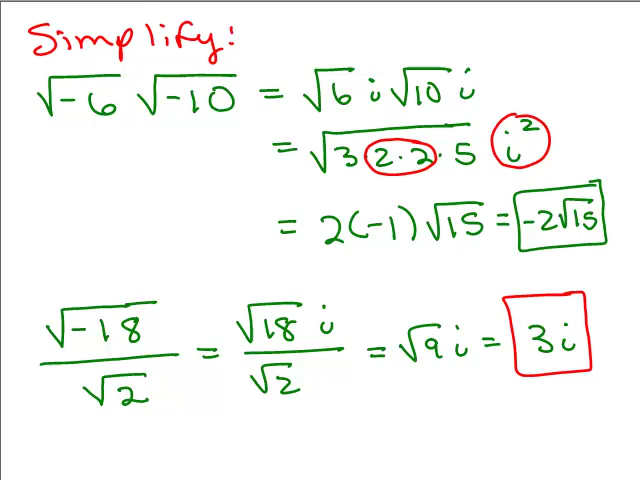 Simplify:
√-6 √-10 = √6 i √10 i
= √3 2·2·5 i²
= 2(-1) √15 = -2√15
√-18 / √2 = √18 i / √2 = √9 i = 3i